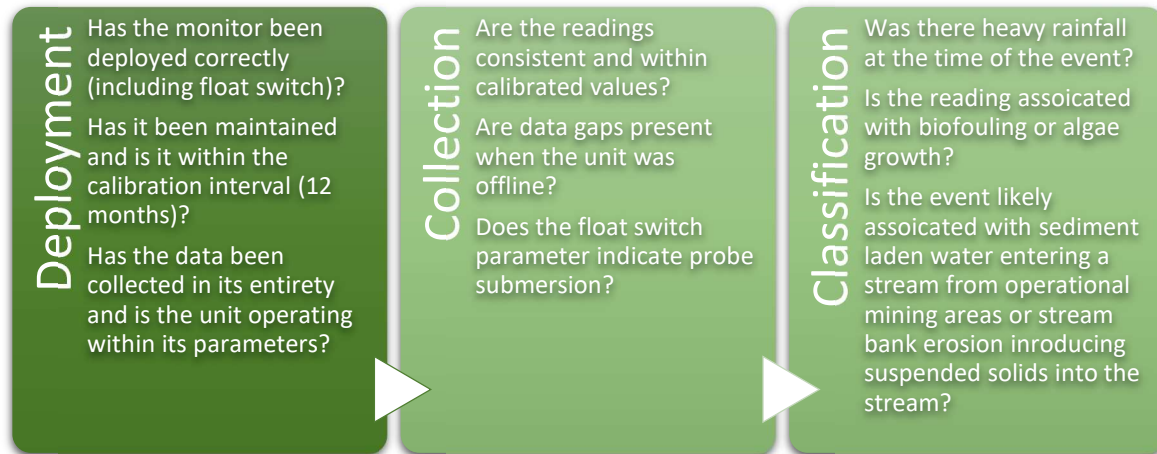 Deployment
Has the monitor been
deployed correctly
(including float switch)?
Has it been maintained
and is it within the
calibration interval (12
months)?
Has the data been
collected in its entirety
and is the unit operating
within its parameters?
Collection
Are the readings
consistent and within
calibrated values?
Are data gaps present
when the unit was
offline?
Does the float switch
parameter indicate probe
submersion?
Classification
Was there heavy rainfall
at the time of the event?
Is the reading assoicated
with biofouling or algae
growth?
Is the event likely
assoicated with sediment
laden water entering a
stream from operational
mining areas or stream
bank erosion inroducing
suspended solids into the
stream?